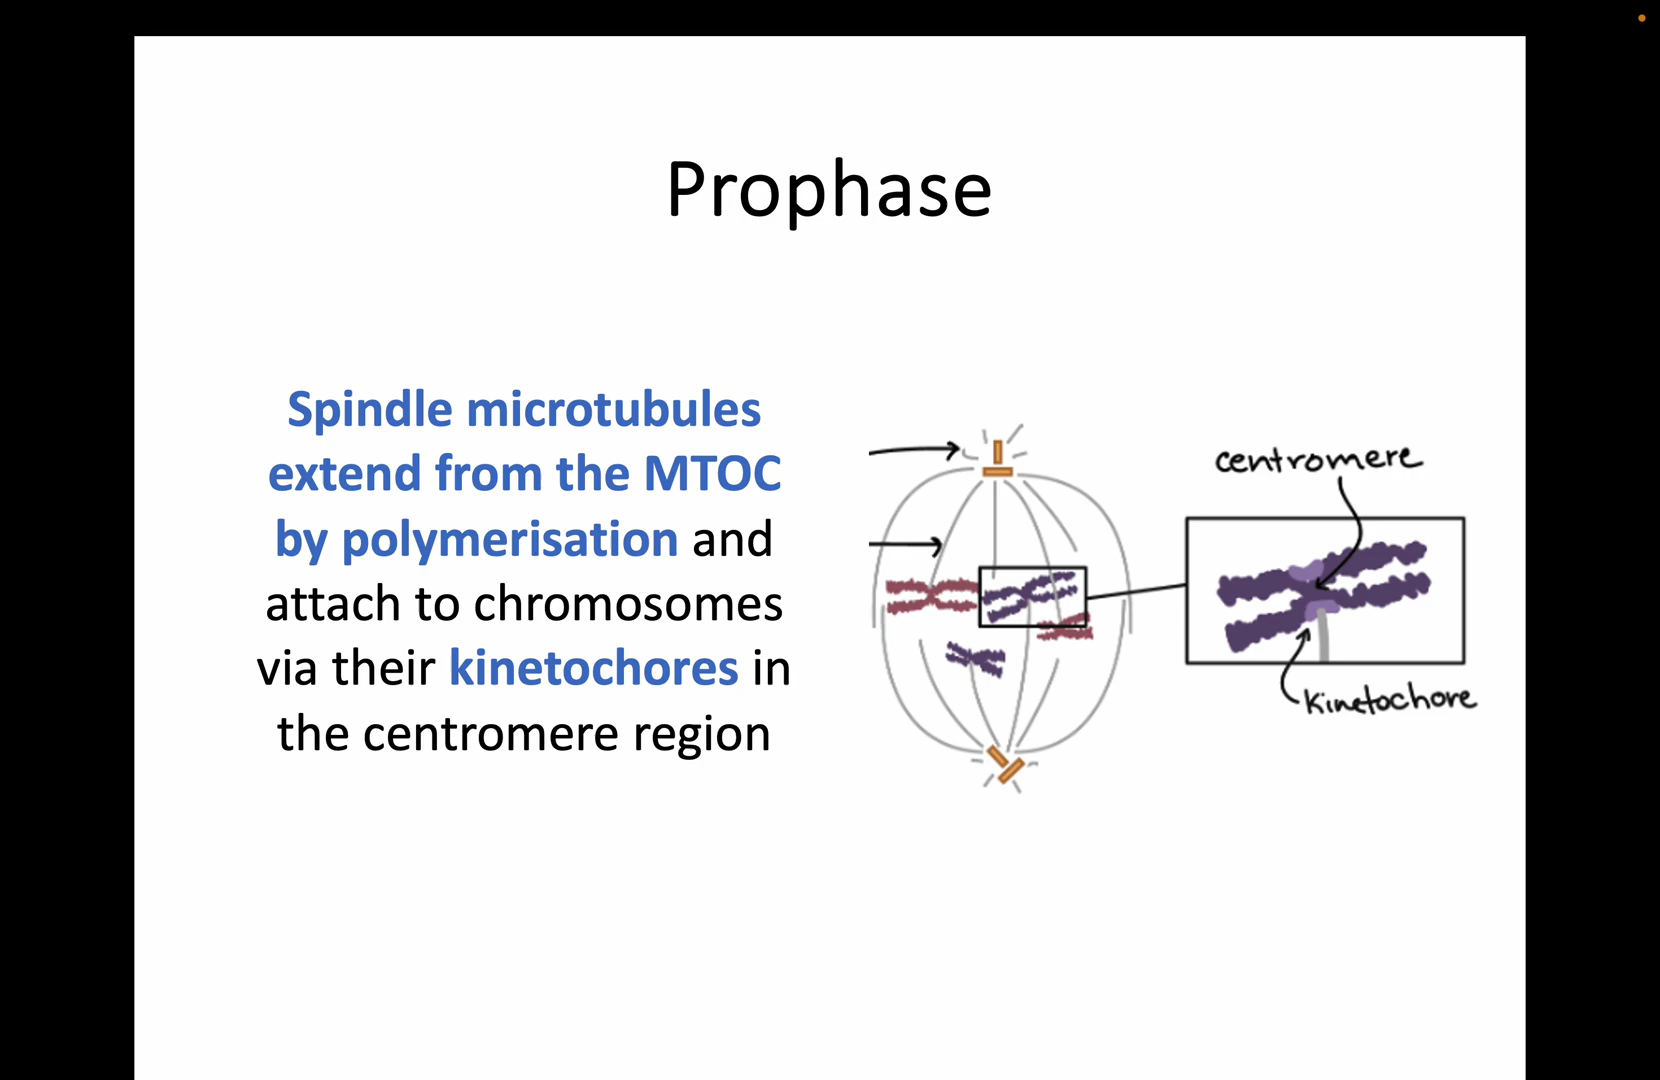 Prophase
Spindle microtubules
extend from the MTOC
by polymerisation and
attach to chromosomes
via their kinetochores in
the centromere region
centromere
kinetochore